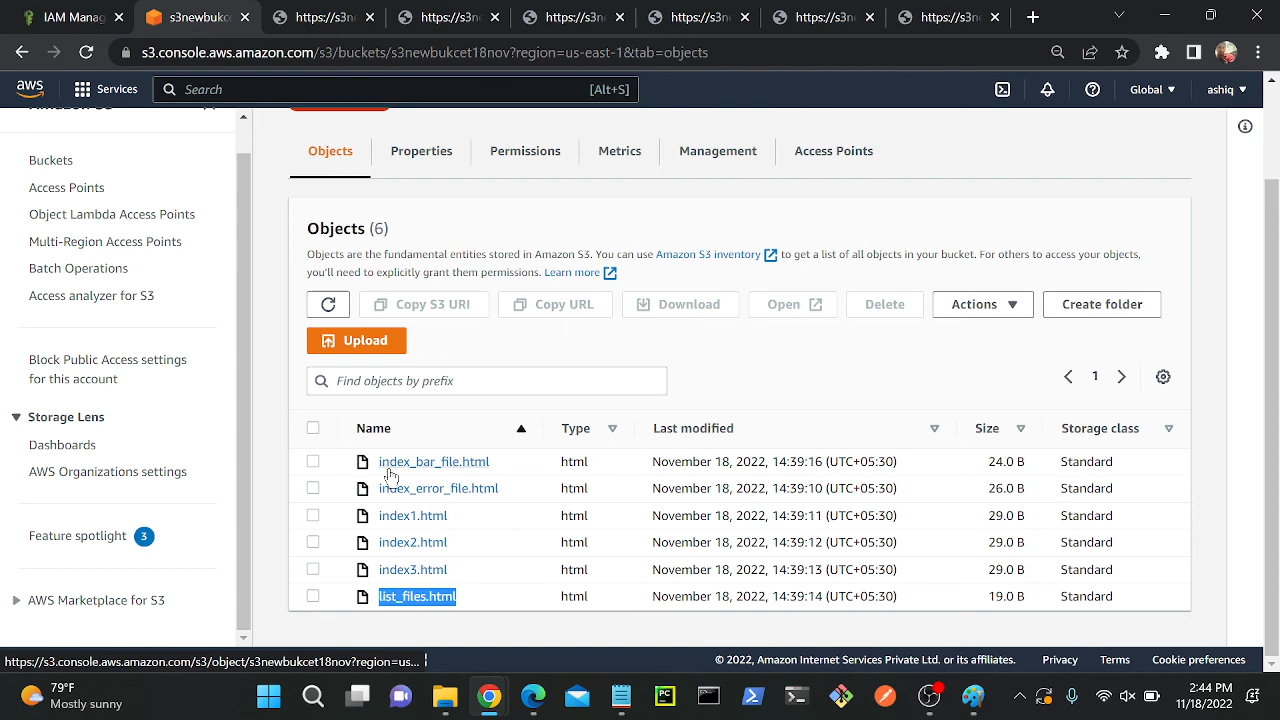 IAM Manag
s3newbukc
https://s3n
https://s3n
https://s3n
https://s3n
https://s3n
https://s3n
s3.console.aws.amazon.com/s3/buckets/s3newbukcet18nov?region=us-east-1&tab=objects
aws
Services
Search
[Alt+S]
Global
ashiq
Buckets
Access Points
Object Lambda Access Points
Multi-Region Access Points
Batch Operations
Access analyzer for S3
Block Public Access settings
for this account
Storage Lens
Dashboards
AWS Organizations settings
Feature spotlight
3
AWS Marketplace for S3
Objects
Properties
Permissions
Metrics
Management
Access Points
Objects (6)
Objects are the fundamental entities stored in Amazon S3. You can use Amazon S3 inventory to get a list of all objects in your bucket. For others to access your objects,
you'll need to explicitly grant them permissions. Learn more
Copy S3 URI
Copy URL
Download
Open
Delete
Actions
Create folder
Upload
Find objects by prefix
1
Name Type Last modified Size Storage class
index_bar_file.html html November 18, 2022, 14:39:16 (UTC+05:30) 24.0 B Standard
index_error_file.html html November 18, 2022, 14:39:10 (UTC+05:30) 26.0 B Standard
index1.html html November 18, 2022, 14:39:11 (UTC+05:30) 29.0 B Standard
index2.html html November 18, 2022, 14:39:12 (UTC+05:30) 29.0 B Standard
index3.html html November 18, 2022, 14:39:13 (UTC+05:30) 29.0 B Standard
list_files.html html November 18, 2022, 14:39:14 (UTC+05:30) 19.0 B Standard
https://s3.console.aws.amazon.com/s3/object/s3newbukcet18nov?region=us...
© 2022, Amazon Internet Services Private Ltd. or its affiliates.
Privacy
Terms
Cookie preferences
79°F
Mostly sunny
PC
2:44 PM
11/18/2022